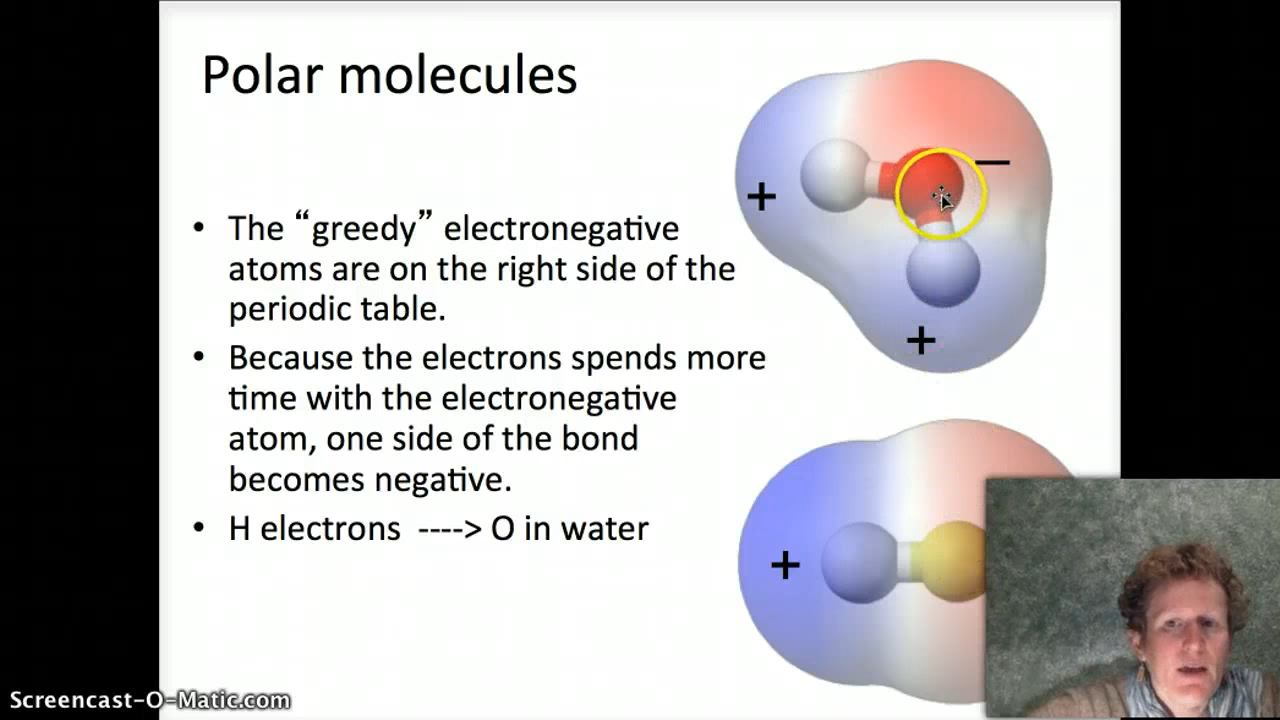 Polar molecules
• The “greedy” electronegative
atoms are on the right side of the
periodic table.
• Because the electrons spends more
time with the electronegative
atom, one side of the bond
becomes negative.
• H electrons ----> O in water
+
—
+
+
Screencast-O-Matic.com